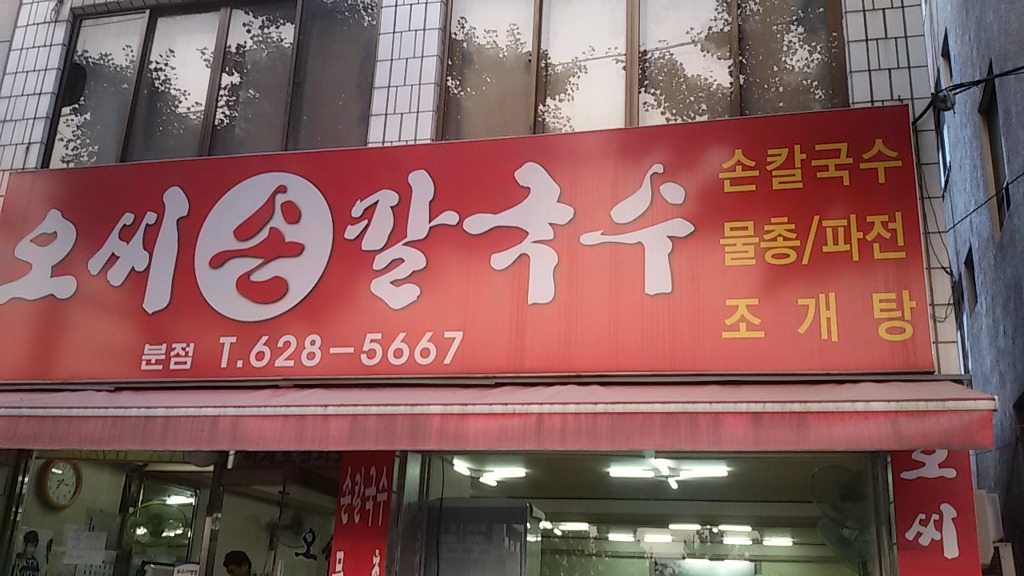 오씨손칼국수
분점 T.628-5667
손칼국수
물총/파전
조개탕
손칼국수
오씨